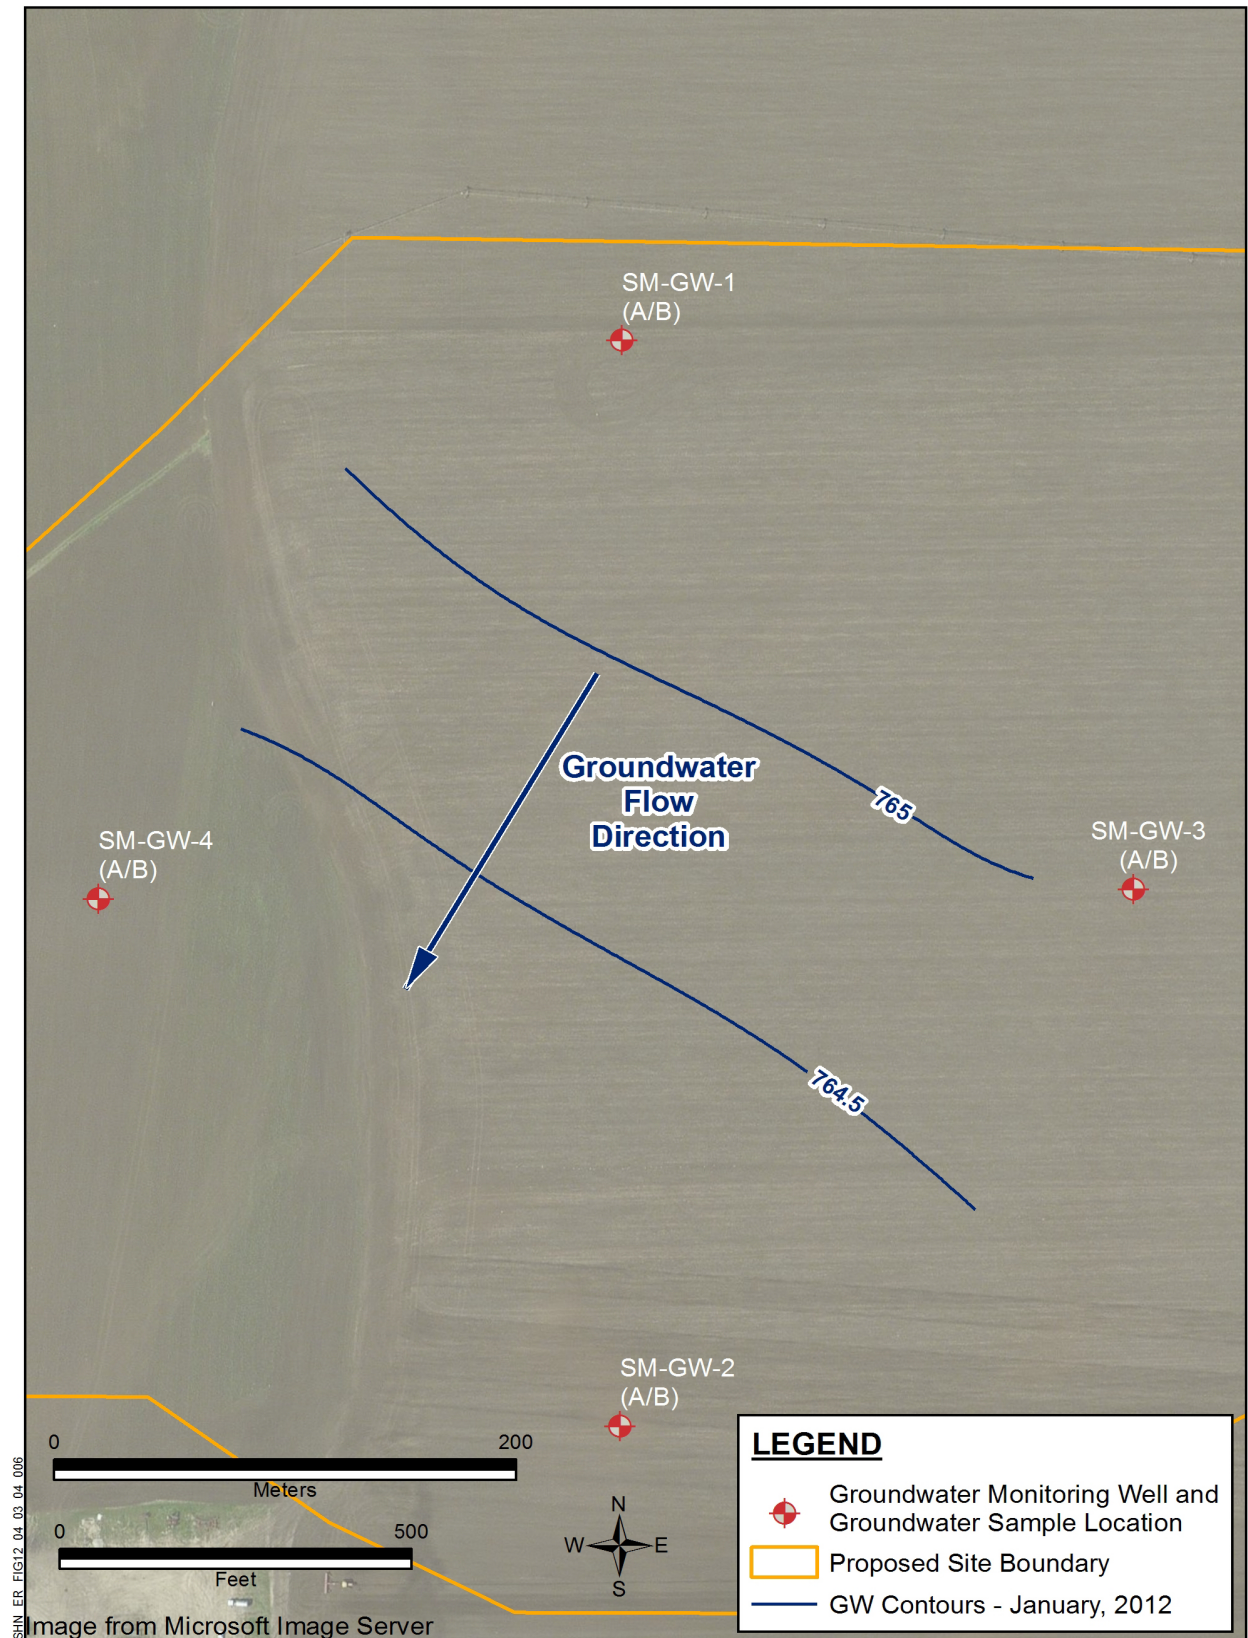 SM-GW-1
(A/B)
765
Groundwater
Flow
Direction
SM-GW-4
(A/B)
SM-GW-3
(A/B)
764.5
SM-GW-2
(A/B)
0 200
Meters
0 500
Feet
N
W E
S
LEGEND
Groundwater Monitoring Well and
Groundwater Sample Location
Proposed Site Boundary
GW Contours - January, 2012
Image from Microsoft Image Server
SHN_ER_FIG12_04_03_04_006